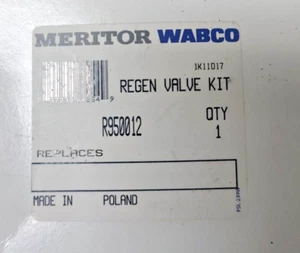 MERITOR WABCO
1K11D17
REGEN VALVE KIT
R950012
QTY
1
REPLACES
MADE IN POLAND